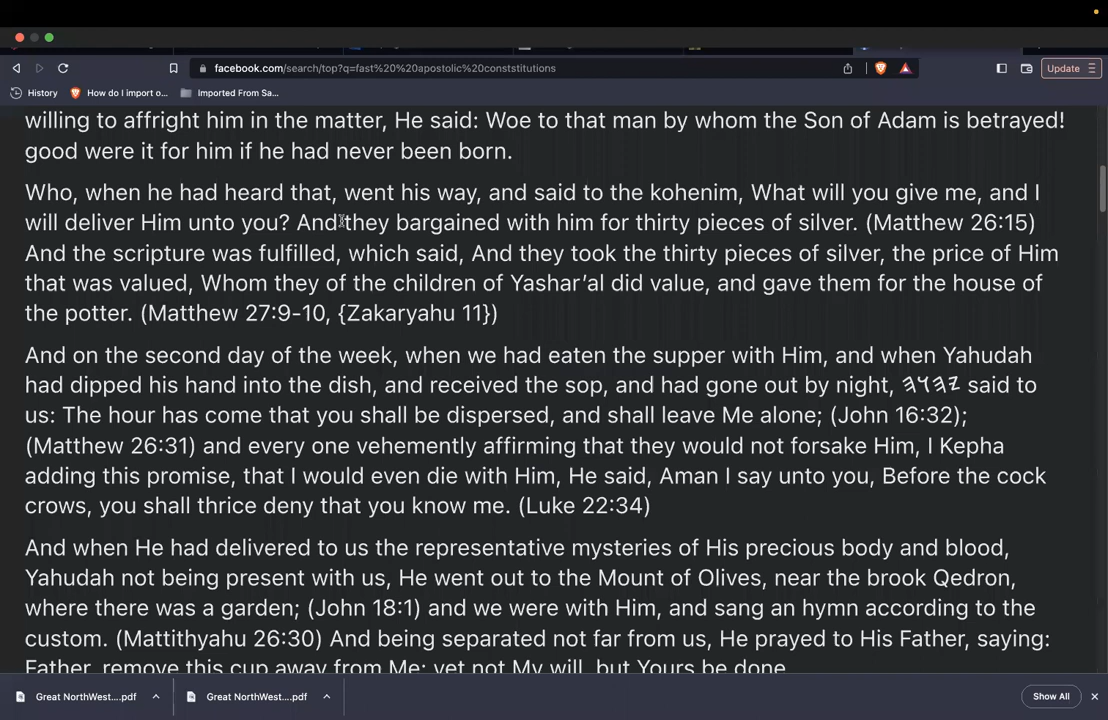 facebook.com/search/top?q=fast%20%20apostolic%20conststitutions
Update
History
How do I import o...
Imported From Sa...
willing to affright him in the matter, He said: Woe to that man by whom the Son of Adam is betrayed!
good were it for him if he had never been born.
Who, when he had heard that, went his way, and said to the kohenim, What will you give me, and I
will deliver Him unto you? And they bargained with him for thirty pieces of silver. (Matthew 26:15)
And the scripture was fulfilled, which said, And they took the thirty pieces of silver, the price of Him
that was valued, Whom they of the children of Yashar’al did value, and gave them for the house of
the potter. (Matthew 27:9-10, {Zakaryahu 11})
And on the second day of the week, when we had eaten the supper with Him, and when Yahudah
had dipped his hand into the dish, and received the sop, and had gone out by night, 𐤉𐤄𐤅𐤄 said to
us: The hour has come that you shall be dispersed, and shall leave Me alone; (John 16:32);
(Matthew 26:31) and every one vehemently affirming that they would not forsake Him, I Kepha
adding this promise, that I would even die with Him, He said, Aman I say unto you, Before the cock
crows, you shall thrice deny that you know me. (Luke 22:34)
And when He had delivered to us the representative mysteries of His precious body and blood,
Yahudah not being present with us, He went out to the Mount of Olives, near the brook Qedron,
where there was a garden; (John 18:1) and we were with Him, and sang an hymn according to the
custom. (Mattithyahu 26:30) And being separated not far from us, He prayed to His Father, saying:
Father, remove this cup away from Me; yet not My will, but Yours be done
Great NorthWest....pdf
Great NorthWest....pdf
Show All